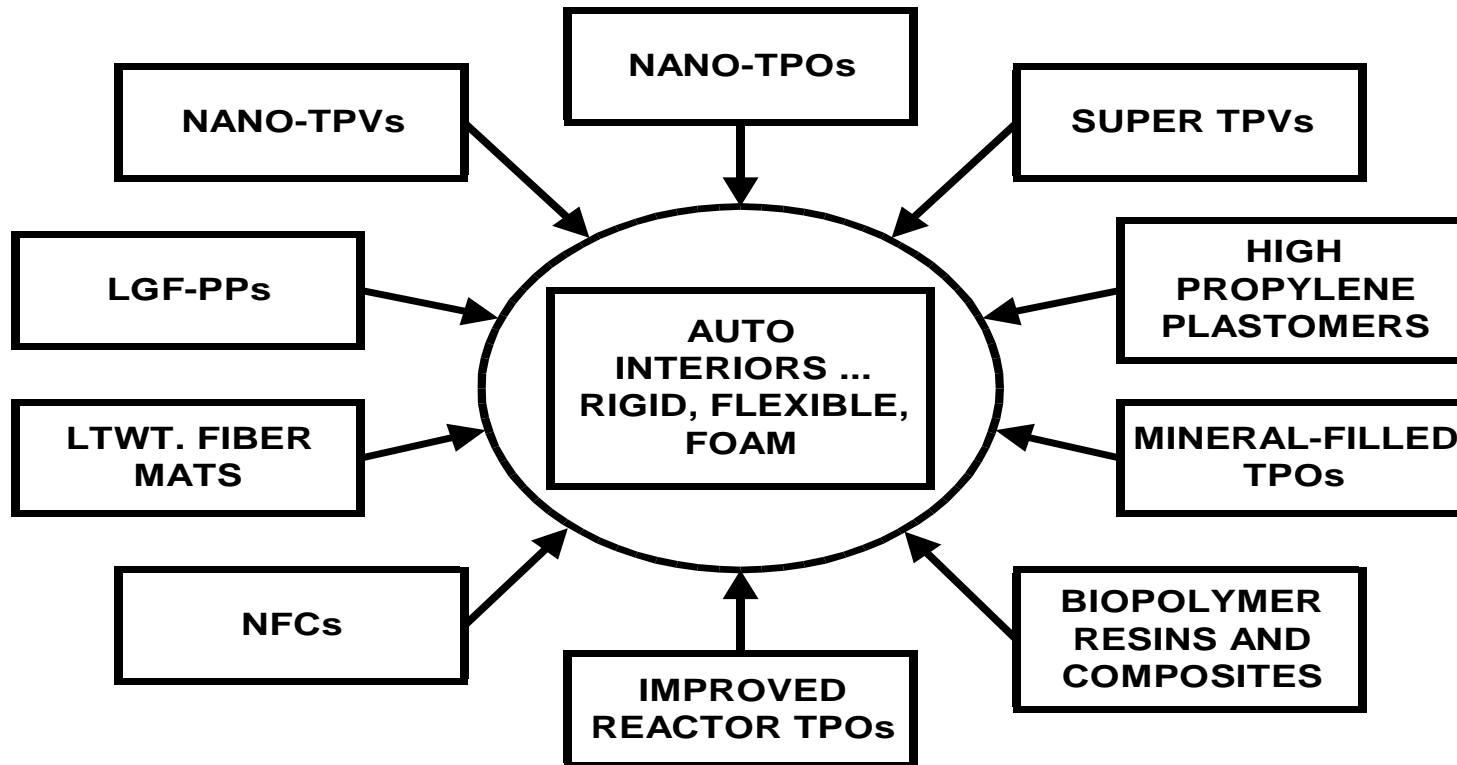 NANO-TPOs
NANO-TPVs
SUPER TPVs
LGF-PPs
HIGH
PROPYLENE
PLASTOMERS
AUTO
INTERIORS ...
RIGID, FLEXIBLE,
FOAM
LTWT. FIBER
MATS
MINERAL-FILLED
TPOs
NFCs
BIOPOLYMER
RESINS AND
COMPOSITES
IMPROVED
REACTOR TPOs